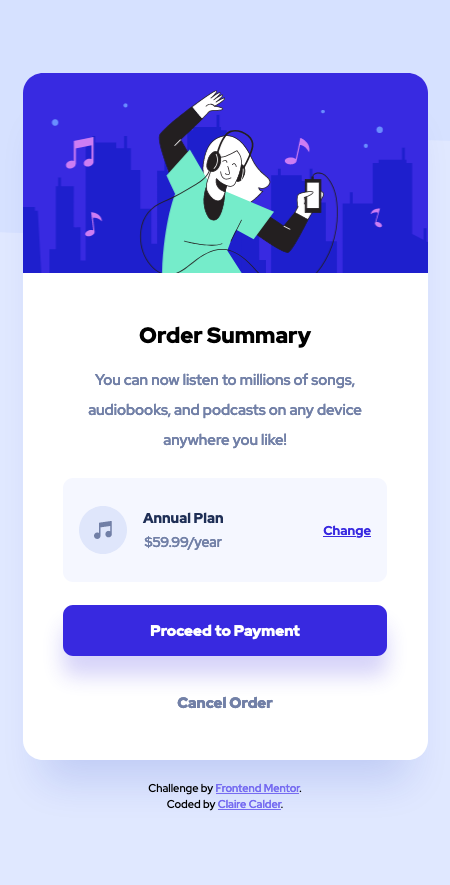 Order Summary
You can now listen to millions of songs,
audiobooks, and podcasts on any device
anywhere you like!
Annual Plan
$59.99/year
Change
Proceed to Payment
Cancel Order
Challenge by Frontend Mentor.
Coded by Claire Calder.